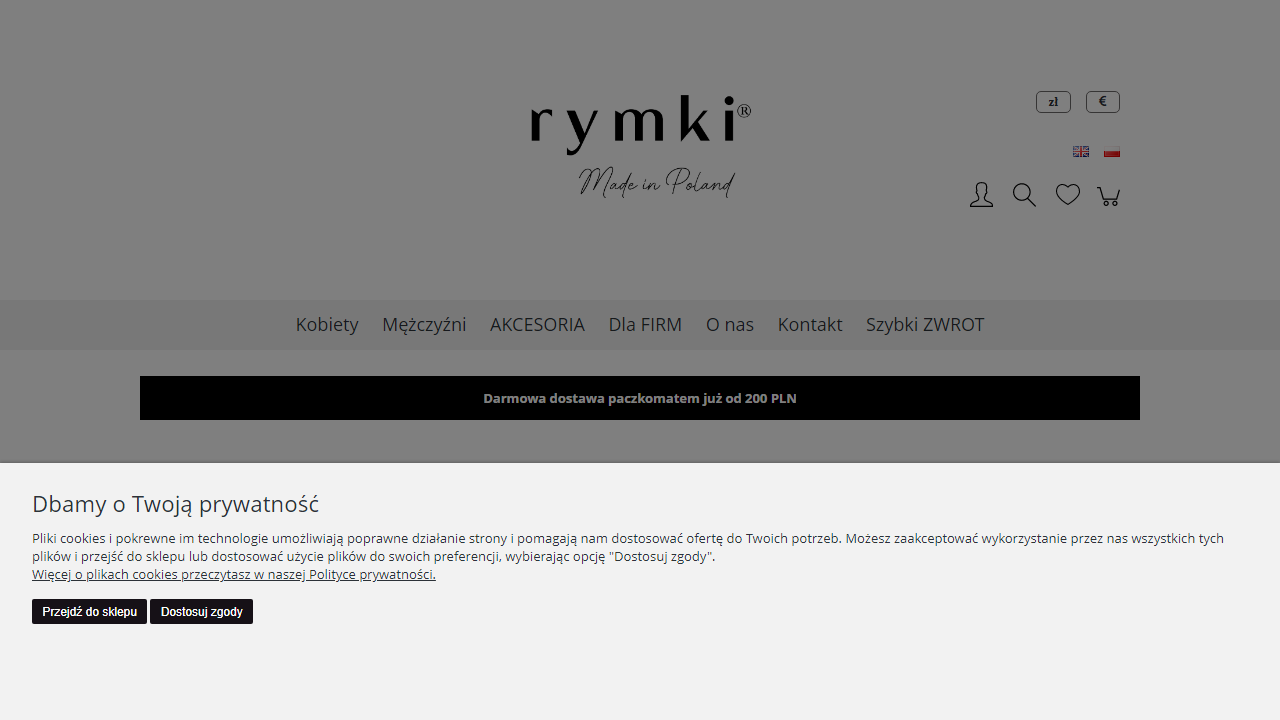 rymki®
Made in Poland
zł €
Kobiety Mężczyźni AKCESORIA Dla FIRM O nas Kontakt Szybki ZWROT
Darmowa dostawa paczkomatem już od 200 PLN
Dbamy o Twoją prywatność
Pliki cookies i pokrewne im technologie umożliwiają poprawne działanie strony i pomagają nam dostosować ofertę do Twoich potrzeb. Możesz zaakceptować wykorzystanie przez nas wszystkich tych
plików i przejść do sklepu lub dostosować użycie plików do swoich preferencji, wybierając opcję "Dostosuj zgody".
Więcej o plikach cookies przeczytasz w naszej Polityce prywatności.
Przejdź do sklepu Dostosuj zgody